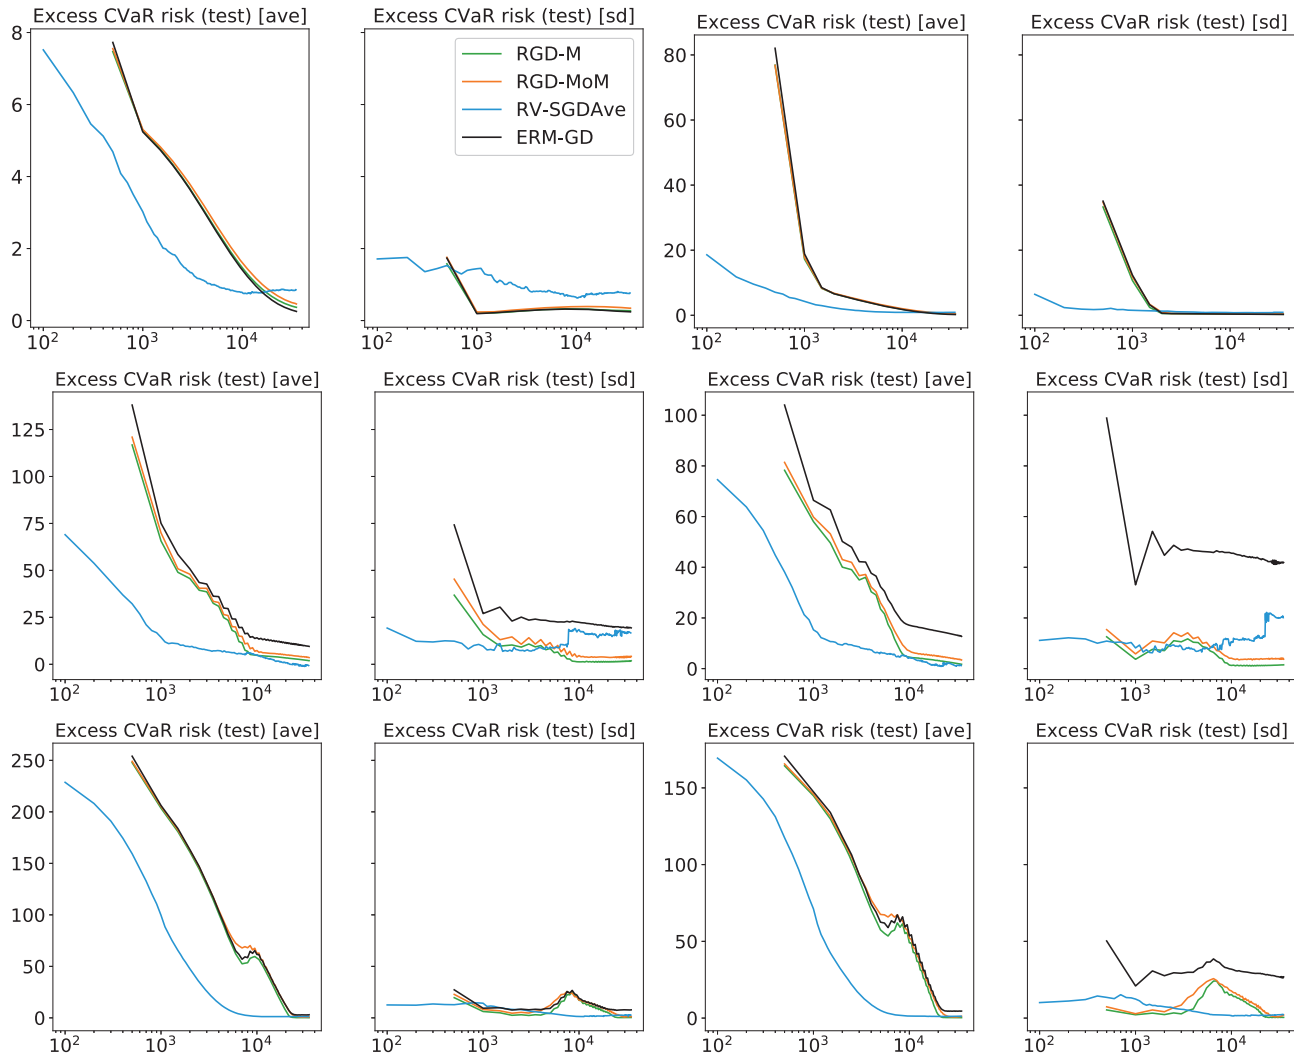 Excess CVaR risk (test) [ave]
Excess CVaR risk (test) [sd]
Excess CVaR risk (test) [ave]
Excess CVaR risk (test) [sd]
8
6
4
2
0
RGD-M
RGD-MoM
RV-SGDAve
ERM-GD
80
60
40
20
0
10² 10³ 10⁴
10² 10³ 10⁴
10² 10³ 10⁴
10² 10³ 10⁴
Excess CVaR risk (test) [ave]
Excess CVaR risk (test) [sd]
Excess CVaR risk (test) [ave]
Excess CVaR risk (test) [sd]
125
100
75
50
25
0
100
80
60
40
20
0
10² 10³ 10⁴
10² 10³ 10⁴
10² 10³ 10⁴
10² 10³ 10⁴
Excess CVaR risk (test) [ave]
Excess CVaR risk (test) [sd]
Excess CVaR risk (test) [ave]
Excess CVaR risk (test) [sd]
250
200
150
100
50
0
150
100
50
0
10² 10³ 10⁴
10² 10³ 10⁴
10² 10³ 10⁴
10² 10³ 10⁴